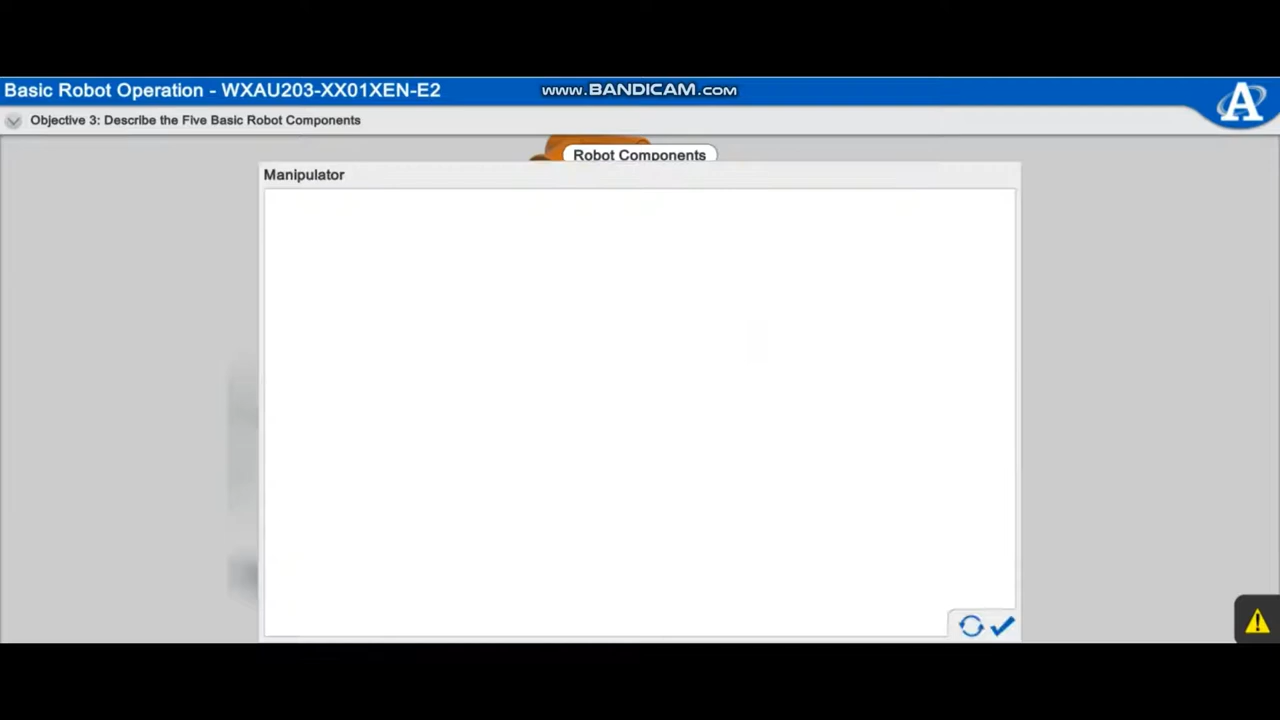 Basic Robot Operation - WXAU203-XX01XEN-E2
www.BANDICAM.com
Objective 3: Describe the Five Basic Robot Components
A
Robot Components
Manipulator